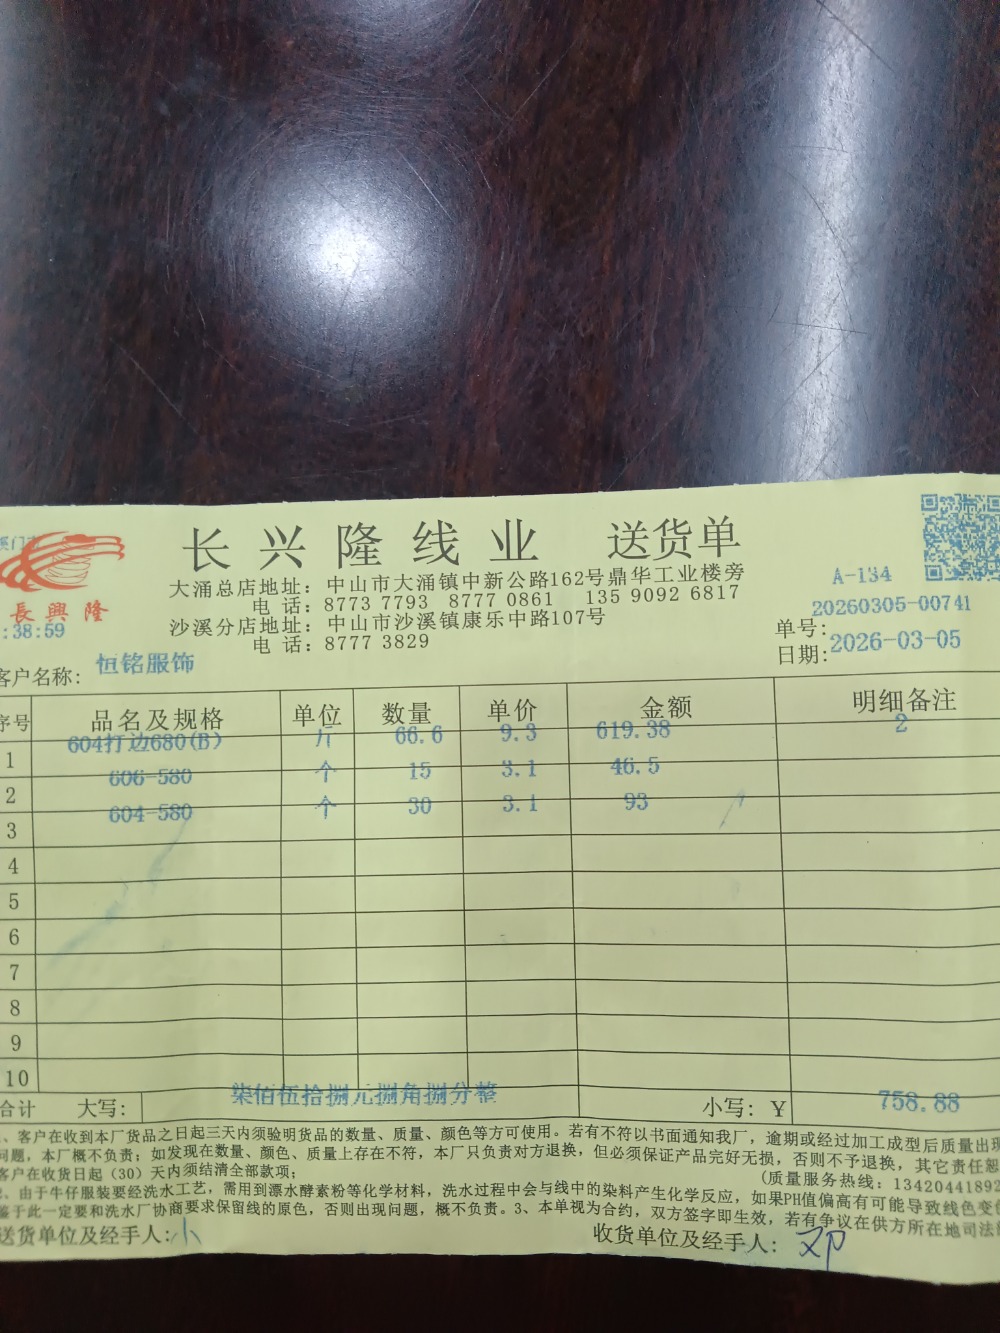 长兴隆线业 送货单
長興隆
:38:59
大涌总店地址：中山市大涌镇中新公路162号鼎华工业楼旁
电 话：8773 7793 8777 0861 135 9092 6817
沙溪分店地址：中山市沙溪镇康乐中路107号
电 话：8777 3829
A-134
单号：20260305-00741
日期：2026-03-05
客户名称：恒铭服饰
序号 品名及规格 单位 数量 单价 金额 明细备注
1 604打边680(B) 斤 66.6 9.3 619.38 2
2 606-580 个 15 3.1 46.5
3 604-580 个 30 3.1 93
4
5
6
7
8
9
10
合计 大写：柒佰伍拾捌元捌角捌分整 小写：￥ 758.88
、客户在收到本厂货品之日起三天内须验明货品的数量、质量、颜色等方可使用。若有不符以书面通知我厂，逾期或经过加工成型后质量出现
问题，本厂概不负责；如发现在数量、颜色、质量上存在不符，本厂只负责对方退换，但必须保证产品完好无损，否则不予退换，其它责任恕
客户在收货日起（30）天内须结清全部款项； (质量服务热线：13420441892
、由于牛仔服装要经洗水工艺，需用到漂水酵素粉等化学材料，洗水过程中会与线中的染料产生化学反应，如果PH值偏高有可能导致线色变
鉴于此一定要和洗水厂协商要求保留线的原色，否则出现问题，概不负责。3、本单视为合约，双方签字即生效，若有争议在供方所在地司法
送货单位及经手人：小 收货单位及经手人：邓